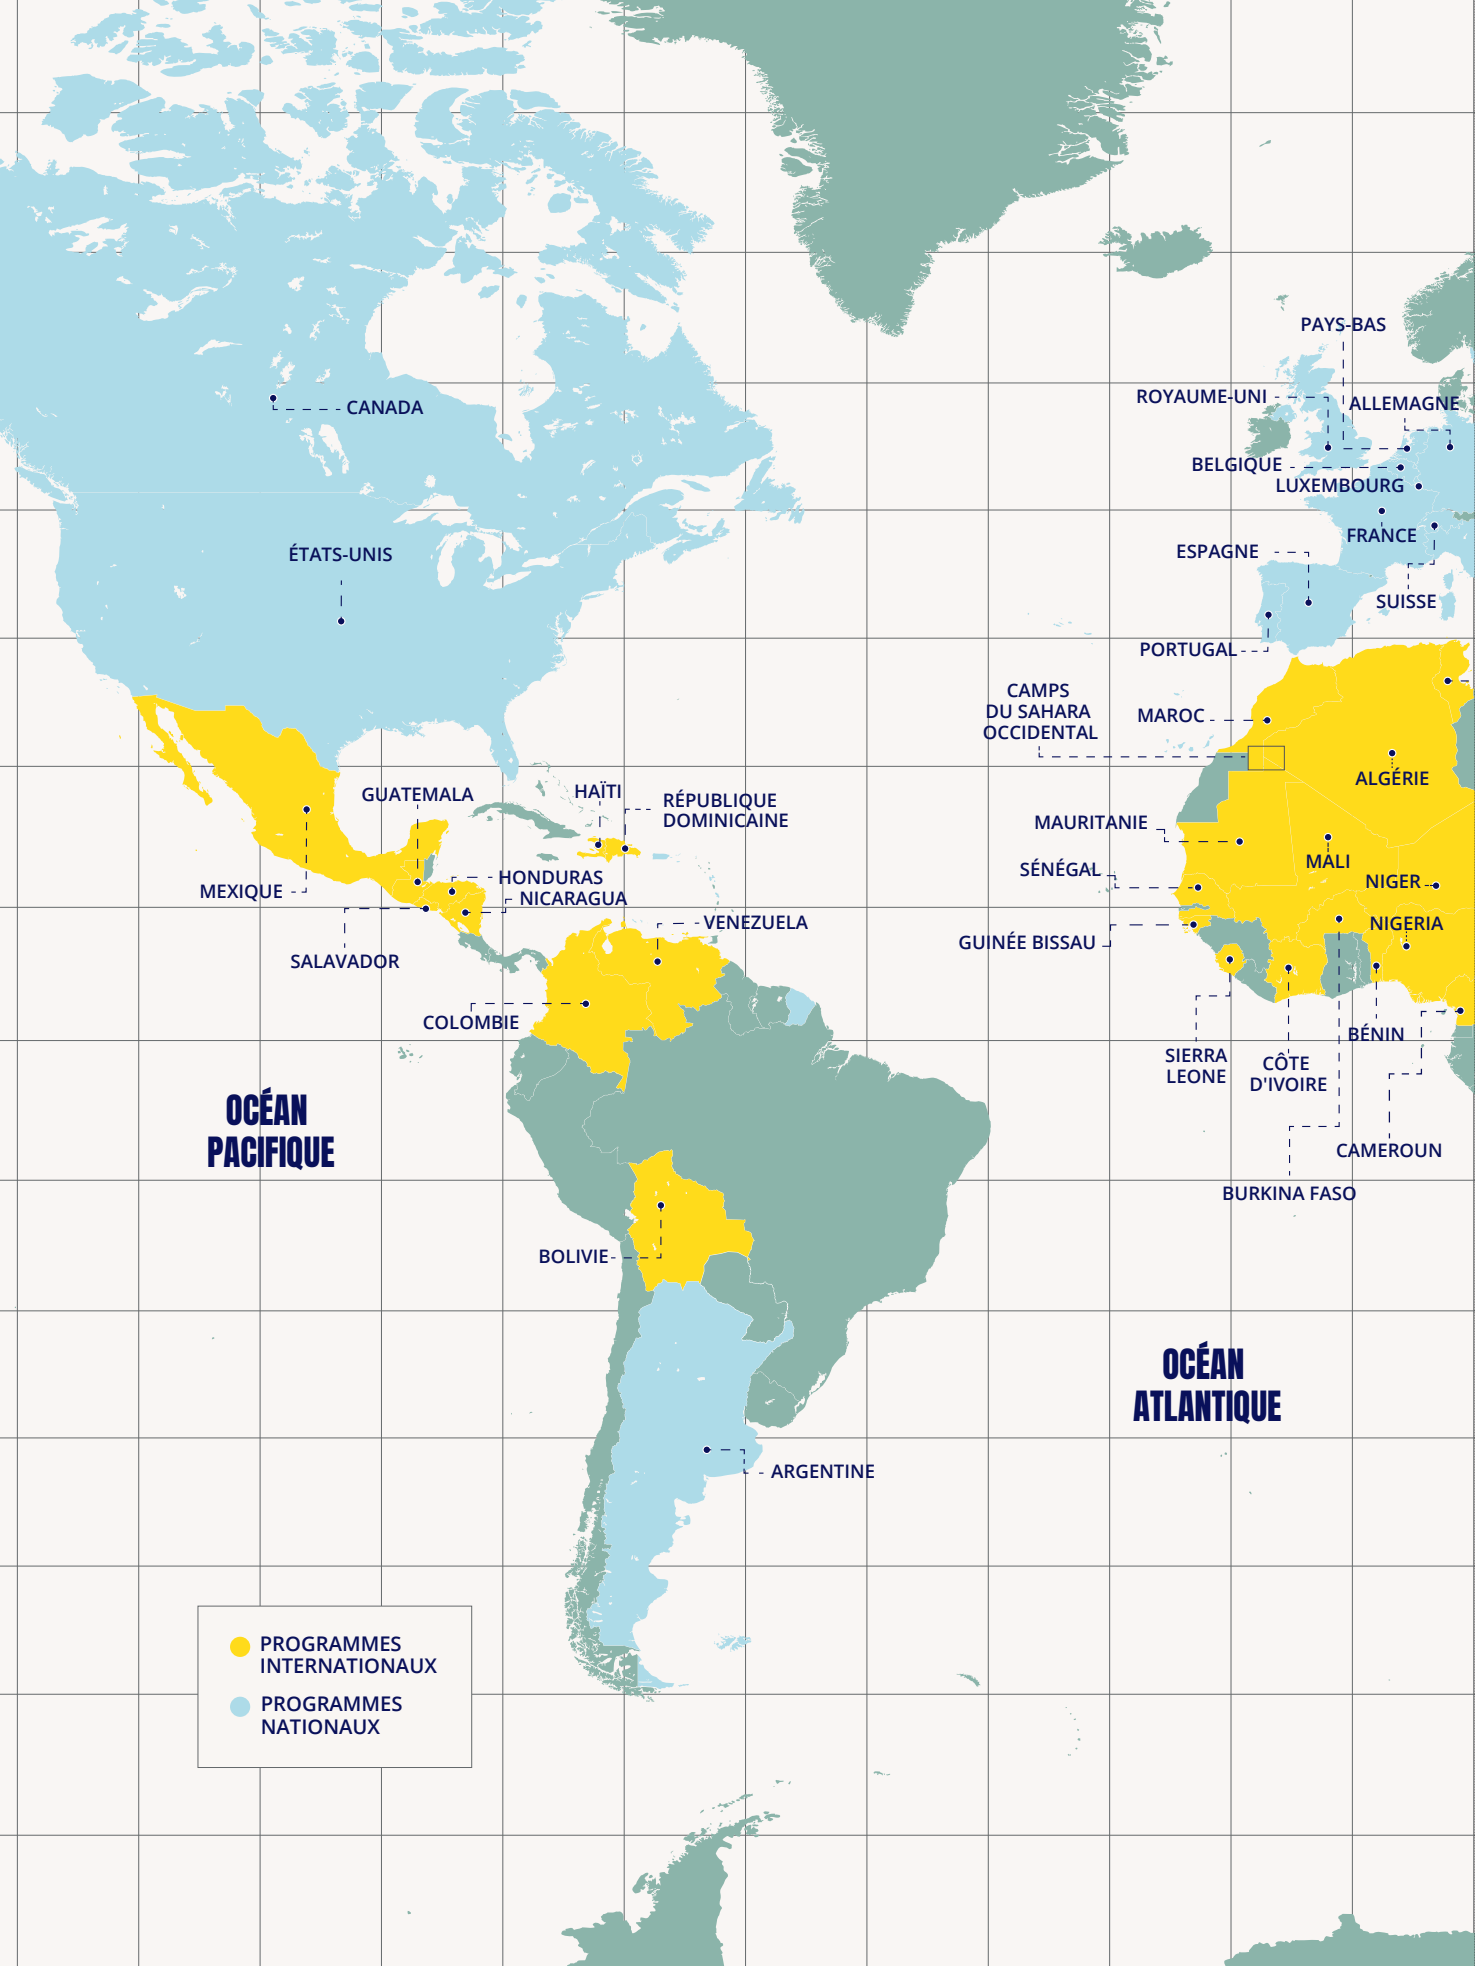 PAYS-BAS
ROYAUME-UNI
ALLEMAGNE
CANADA
BELGIQUE
LUXEMBOURG
FRANCE
ÉTATS-UNIS
ESPAGNE
SUISSE
PORTUGAL
CAMPS
DU SAHARA
OCCIDENTAL
MAROC
ALGÉRIE
GUATEMALA
HAÏTI
RÉPUBLIQUE
DOMINICAINE
MAURITANIE
MALI
SÉNÉGAL
NIGER
MEXIQUE
HONDURAS
NICARAGUA
VENEZUELA
NIGERIA
GUINÉE BISSAU
SALAVADOR
COLOMBIE
BÉNIN
SIERRA
LEONE
CÔTE
D'IVOIRE
OCÉAN
PACIFIQUE
CAMEROUN
BURKINA FASO
BOLIVIE
OCÉAN
ATLANTIQUE
ARGENTINE
PROGRAMMES
INTERNATIONAUX
PROGRAMMES
NATIONAUX